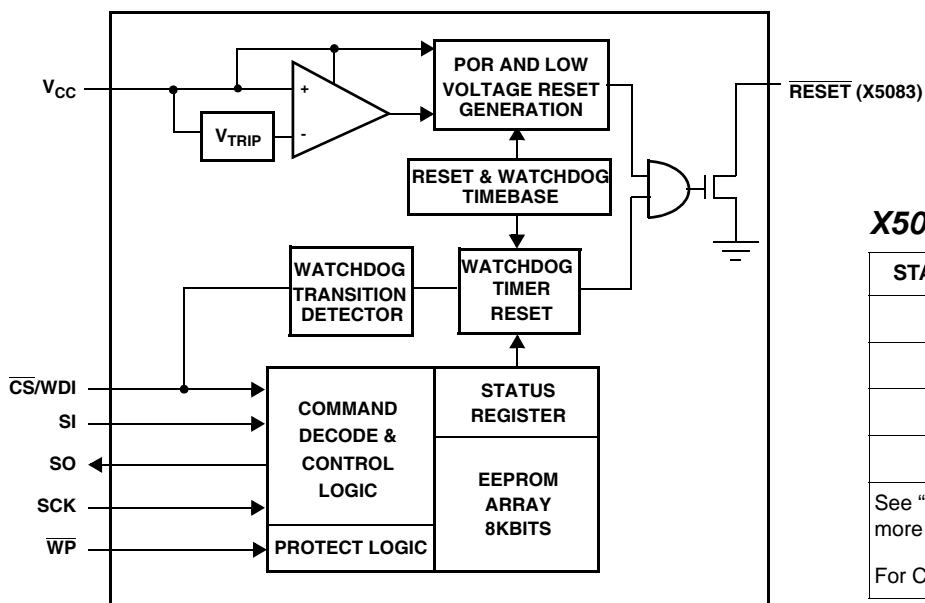 VCC
+
-
VTRIP
POR AND LOW
VOLTAGE RESET
GENERATION
RESET (X5083)
RESET & WATCHDOG
TIMEBASE
WATCHDOG
TRANSITION
DETECTOR
WATCHDOG
TIMER
RESET
CS/WDI
SI
SO
SCK
WP
COMMAND
DECODE &
CONTROL
LOGIC
PROTECT LOGIC
STATUS
REGISTER
EEPROM
ARRAY
8KBITS
X50
STA
See “
more
For C